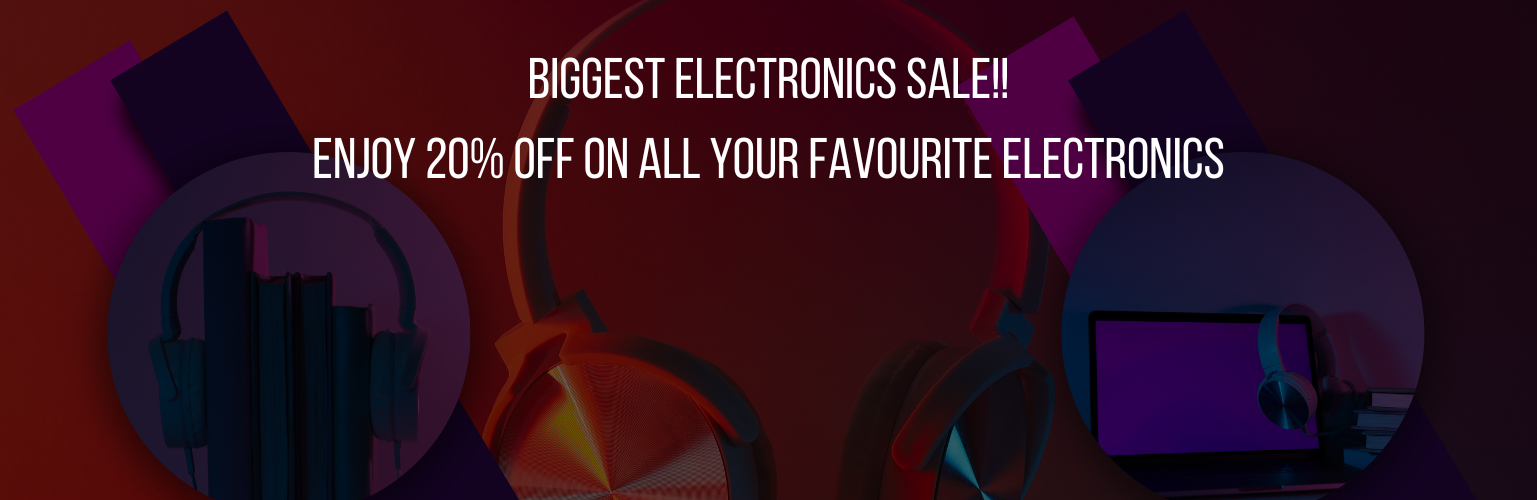 BIGGEST ELECTRONICS SALE!!
ENJOY 20% OFF ON ALL YOUR FAVOURITE ELECTRONICS